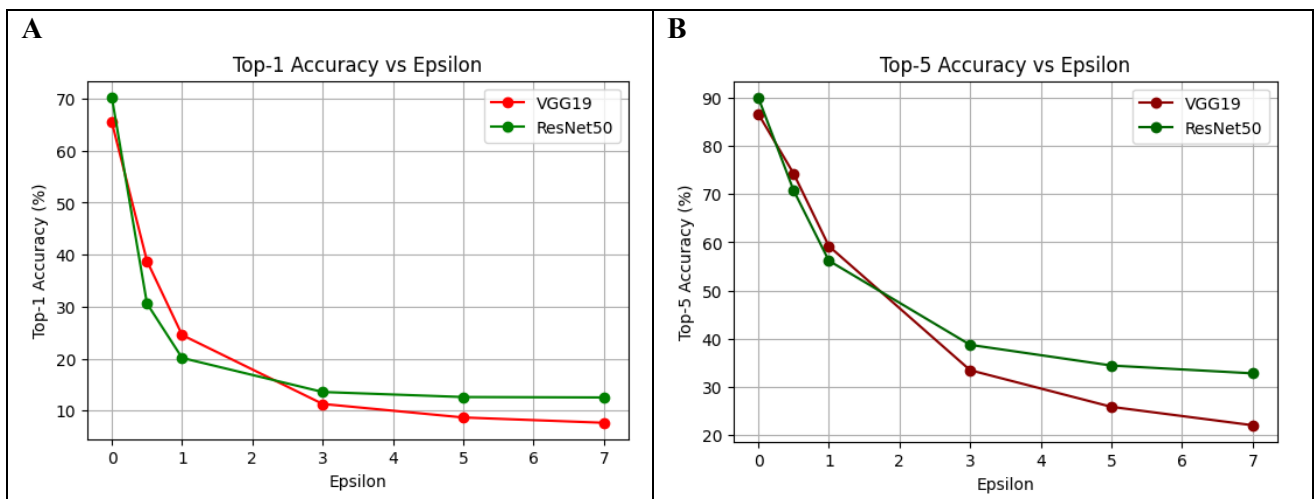 A
Top-1 Accuracy vs Epsilon
VGG19
ResNet50
Top-1 Accuracy (%)
70
60
50
40
30
20
10
0 1 2 3 4 5 6 7
Epsilon
B
Top-5 Accuracy vs Epsilon
VGG19
ResNet50
Top-5 Accuracy (%)
90
80
70
60
50
40
30
20
0 1 2 3 4 5 6 7
Epsilon